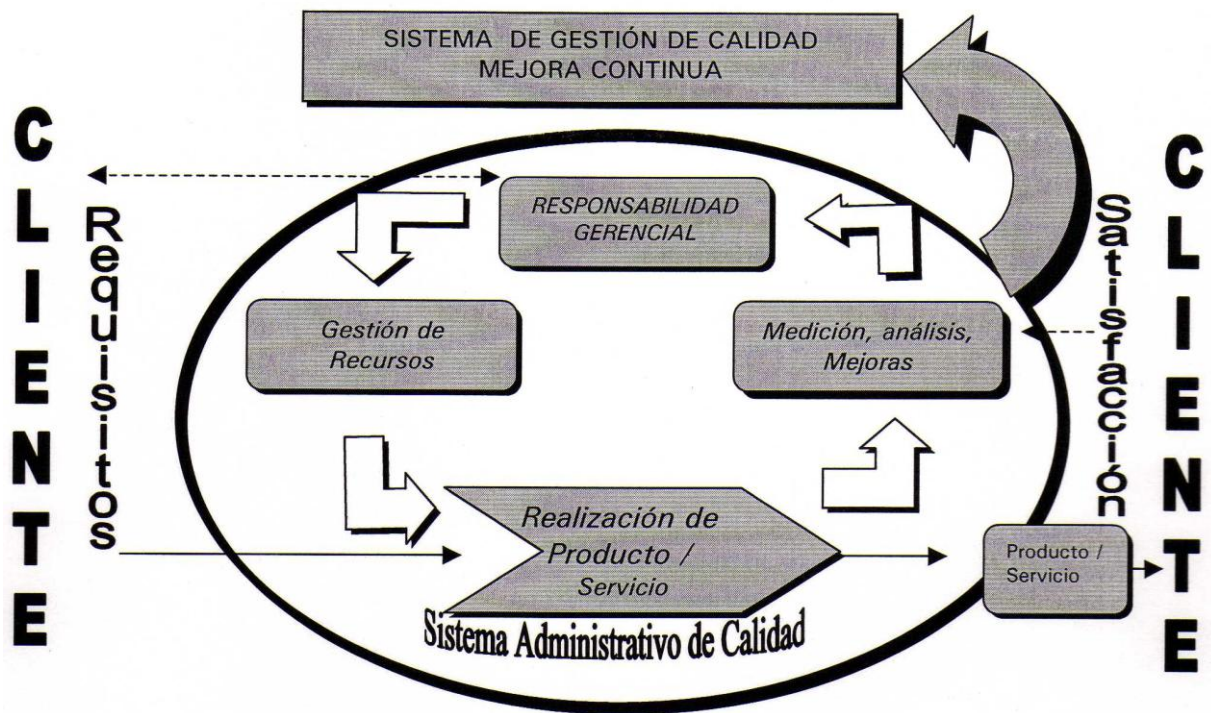 SISTEMA DE GESTIÓN DE CALIDAD
MEJORA CONTINUA
CLIENTE
Requisitos
RESPONSABILIDAD
GERENCIAL
Gestión de
Recursos
Medición, análisis,
Mejoras
Realización de
Producto /
Servicio
Sistema Administrativo de Calidad
Satisfacción
Producto /
Servicio
CLIENTE